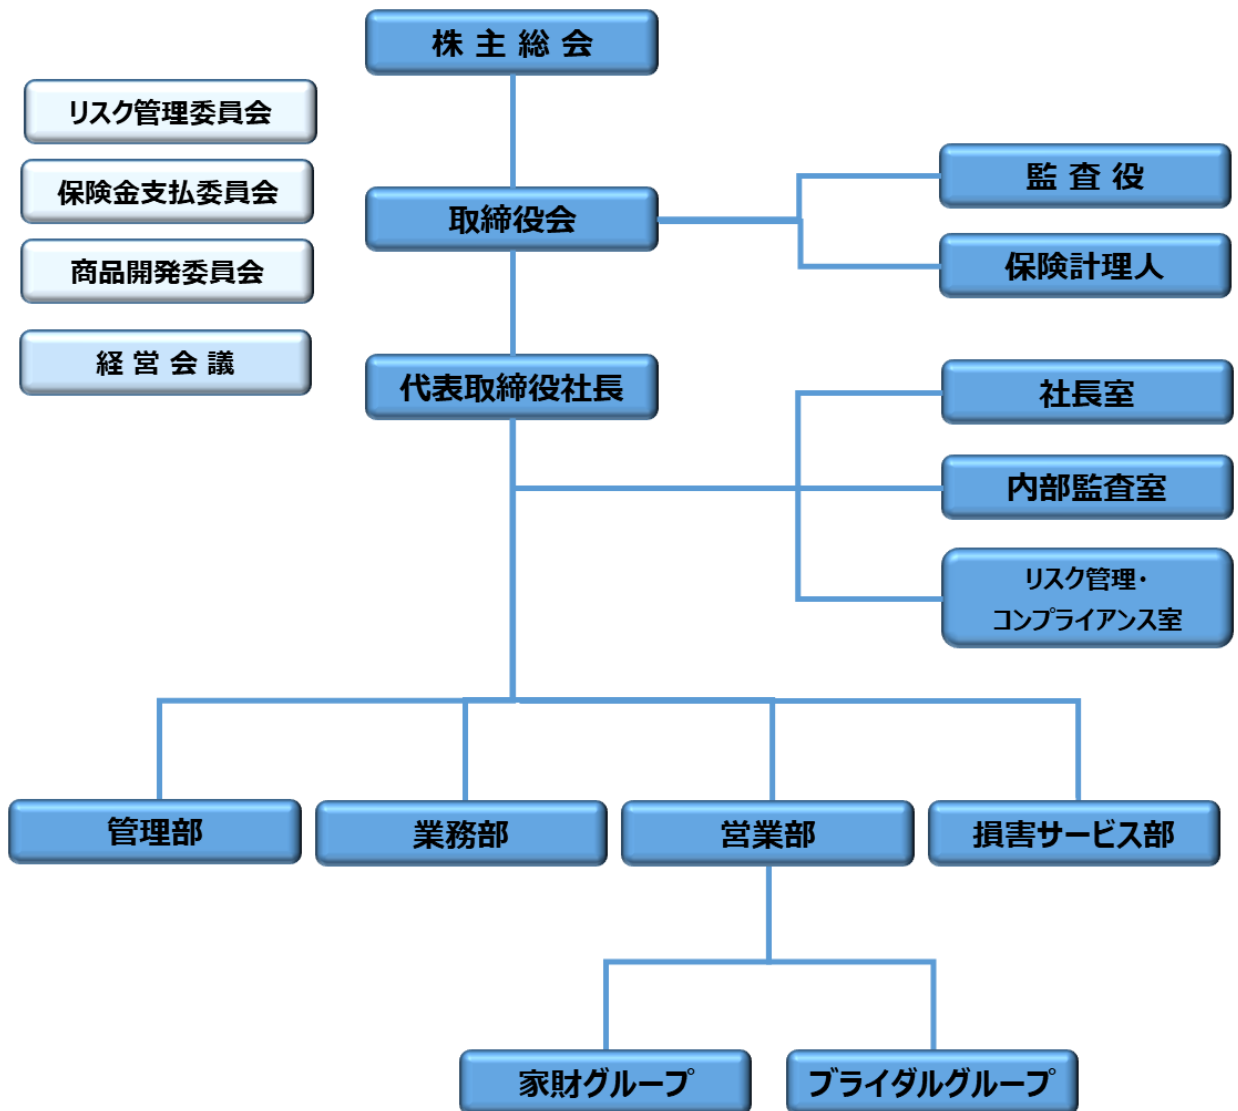 株 主 総 会
リスク管理委員会
保険金支払委員会
商品開発委員会
経 営 会 議
取締役会
監 査 役
保険計理人
代表取締役社長
社長室
内部監査室
リスク管理・
コンプライアンス室
管理部
業務部
営業部
損害サービス部
家財グループ
ブライダルグループ